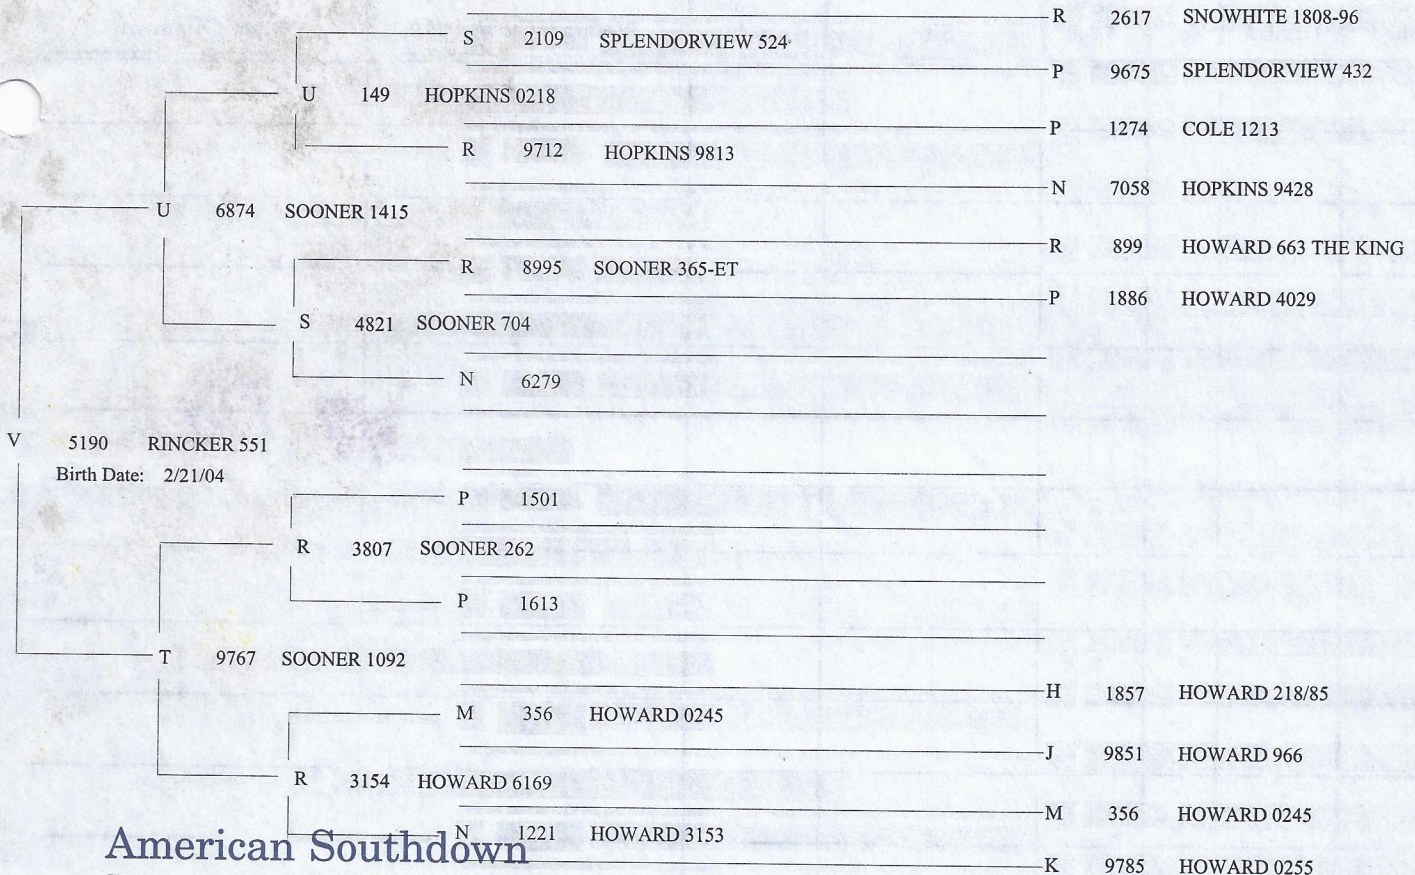 R 2617 SNOWHITE 1808-96
S 2109 SPLENDORVIEW 524
P 9675 SPLENDORVIEW 432
U 149 HOPKINS 0218
P 1274 COLE 1213
R 9712 HOPKINS 9813
N 7058 HOPKINS 9428
U 6874 SOONER 1415
R 899 HOWARD 663 THE KING
R 8995 SOONER 365-ET
P 1886 HOWARD 4029
S 4821 SOONER 704
N 6279
V 5190 RINCKER 551
Birth Date: 2/21/04
P 1501
R 3807 SOONER 262
P 1613
T 9767 SOONER 1092
H 1857 HOWARD 218/85
M 356 HOWARD 0245
J 9851 HOWARD 966
R 3154 HOWARD 6169
M 356 HOWARD 0245
N 1221 HOWARD 3153
American Southdown
K 9785 HOWARD 0255